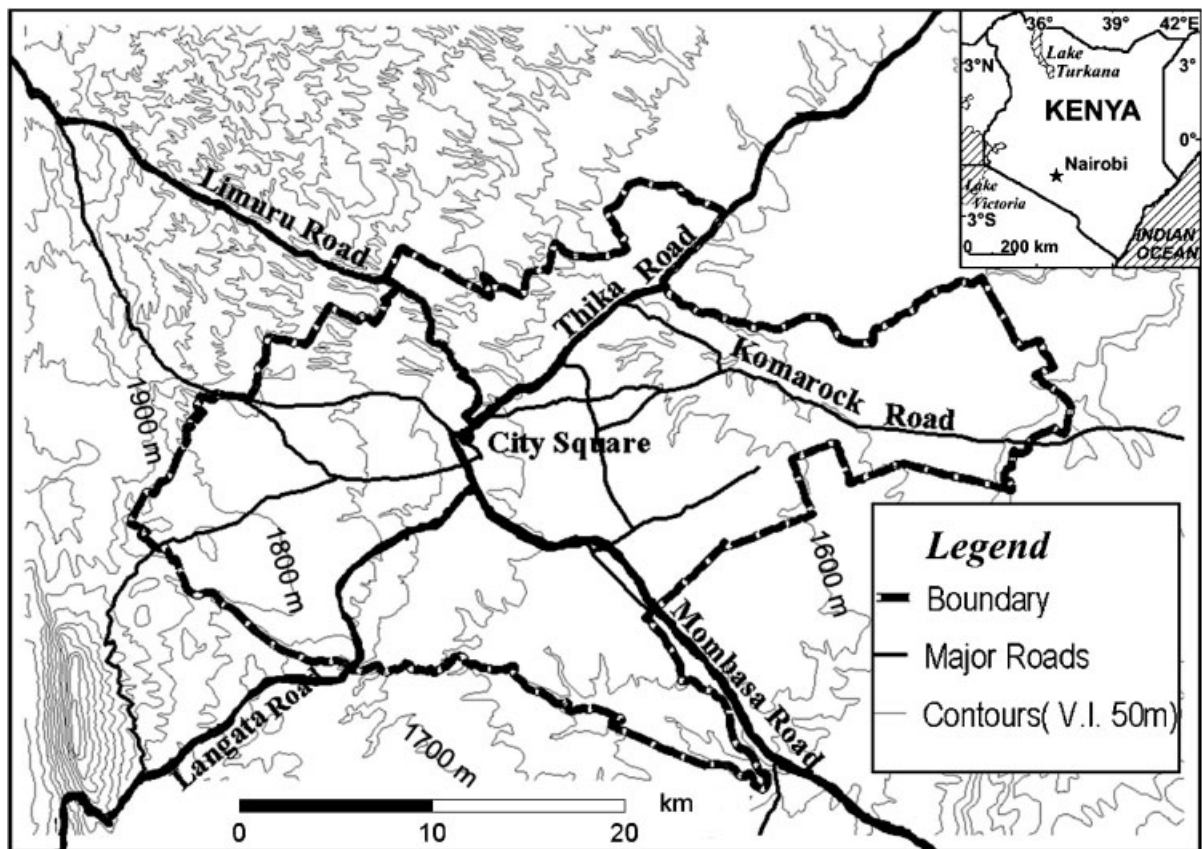 36° 39° 42°E
Lake
Turkana
3°N 3°
KENYA
0°
Nairobi
Lake
Victoria
3°S
INDIAN
OCEAN
0 200 km
Limuru Road
Thika Road
Komarock Road
1900 m
City Square
1800 m
1600 m
Mombasa Road
Langata Road
1700 m
km
0 10 20
Legend
Boundary
Major Roads
Contours( V.I. 50m)